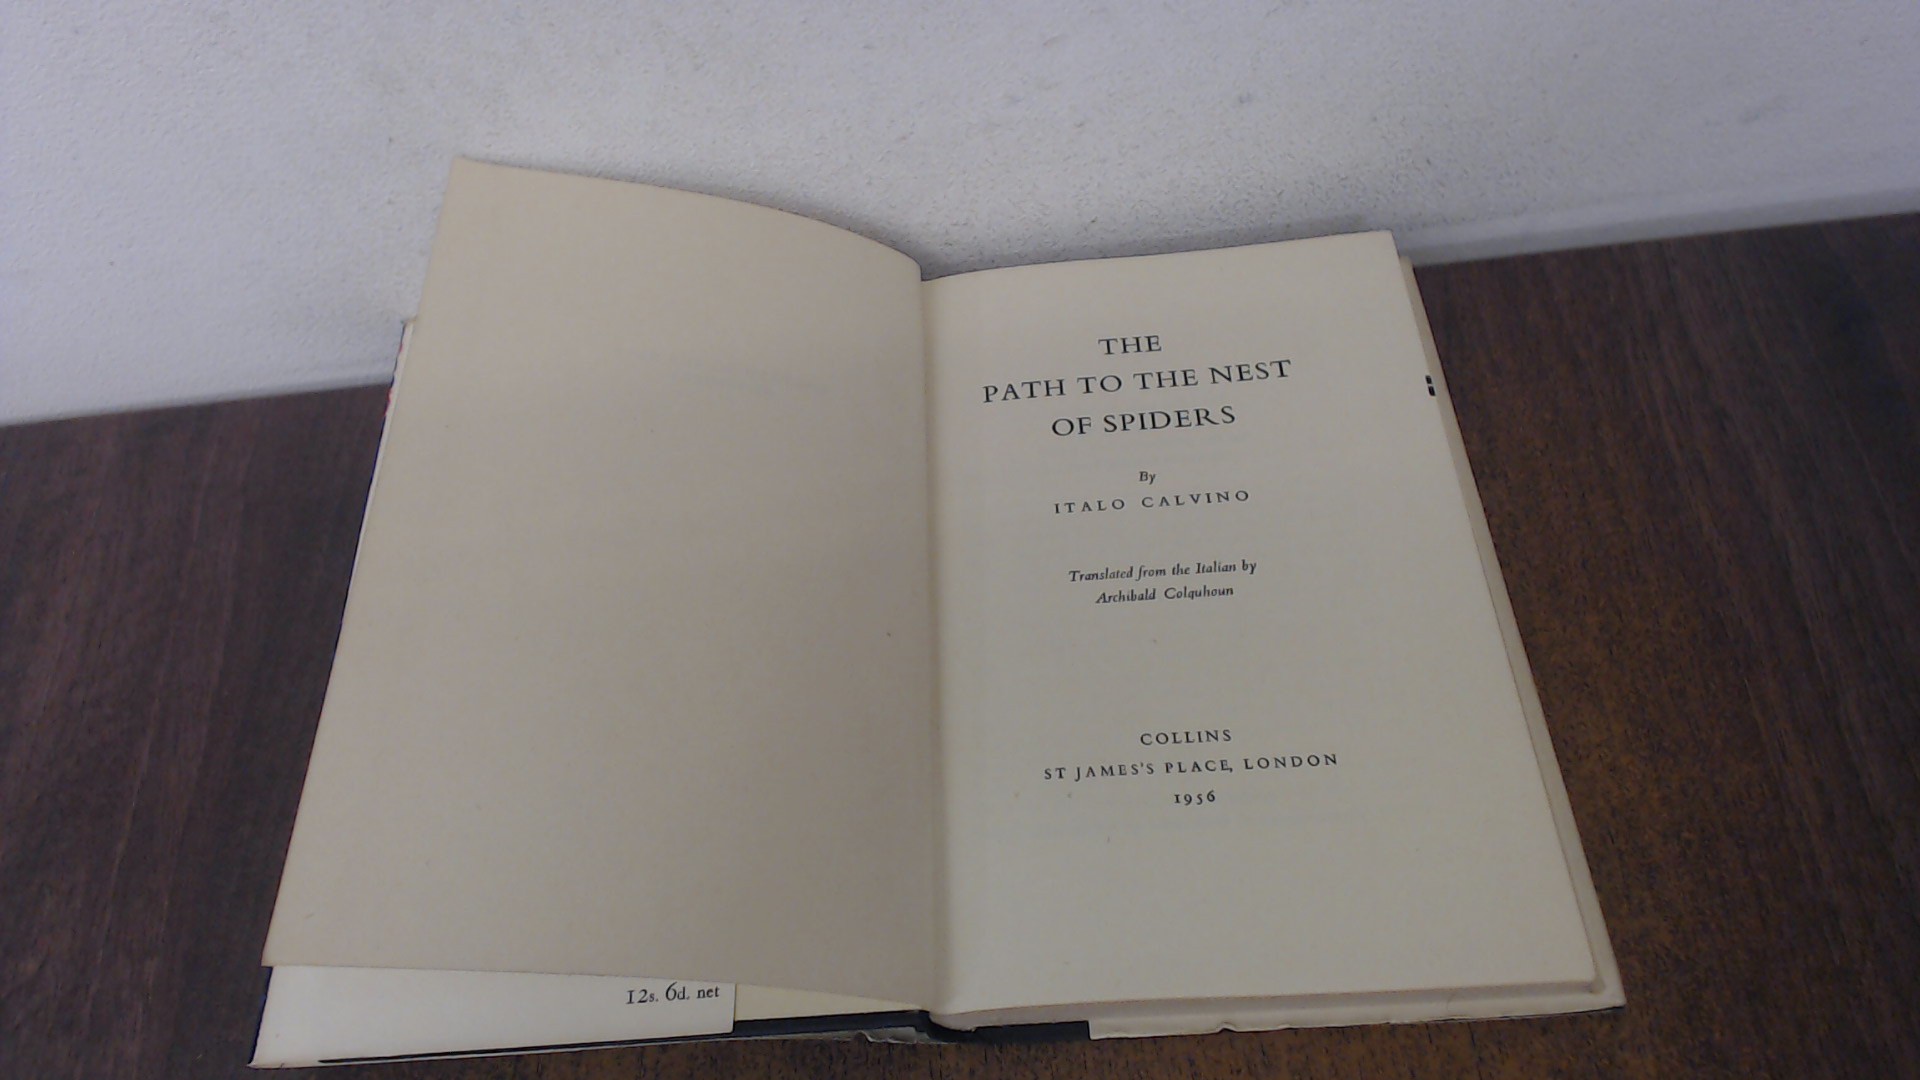 THE
PATH TO THE NEST
OF SPIDERS
By
ITALO CALVINO
Translated from the Italian by
Archibald Colquhoun
COLLINS
ST JAMES'S PLACE, LONDON
1956
12s. 6d. net